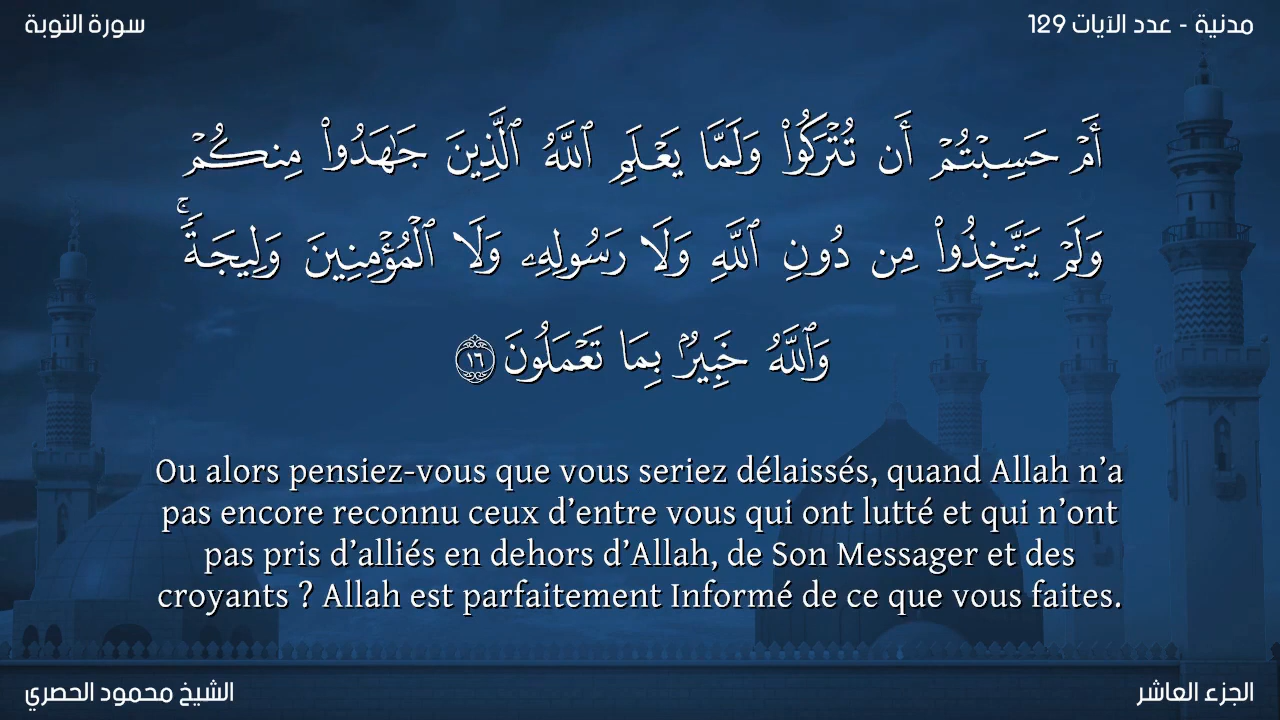 مدنية - عدد الآيات 129
سورة التوبة
أَمْ حَسِبْتُمْ أَن تُتْرَكُوا۟ وَلَمَّا يَعْلَمِ ٱللَّهُ ٱلَّذِينَ جَـٰهَدُوا۟ مِنكُمْ
وَلَمْ يَتَّخِذُوا۟ مِن دُونِ ٱللَّهِ وَلَا رَسُولِهِۦ وَلَا ٱلْمُؤْمِنِينَ وَلِيجَةً ۚ
وَٱللَّهُ خَبِيرٌۢ بِمَا تَعْمَلُونَ ١٦
Ou alors pensiez-vous que vous seriez délaissés, quand Allah n’a
pas encore reconnu ceux d’entre vous qui ont lutté et qui n’ont
pas pris d’alliés en dehors d’Allah, de Son Messager et des
croyants ? Allah est parfaitement Informé de ce que vous faites.
الجزء العاشر
الشيخ محمود الحصري